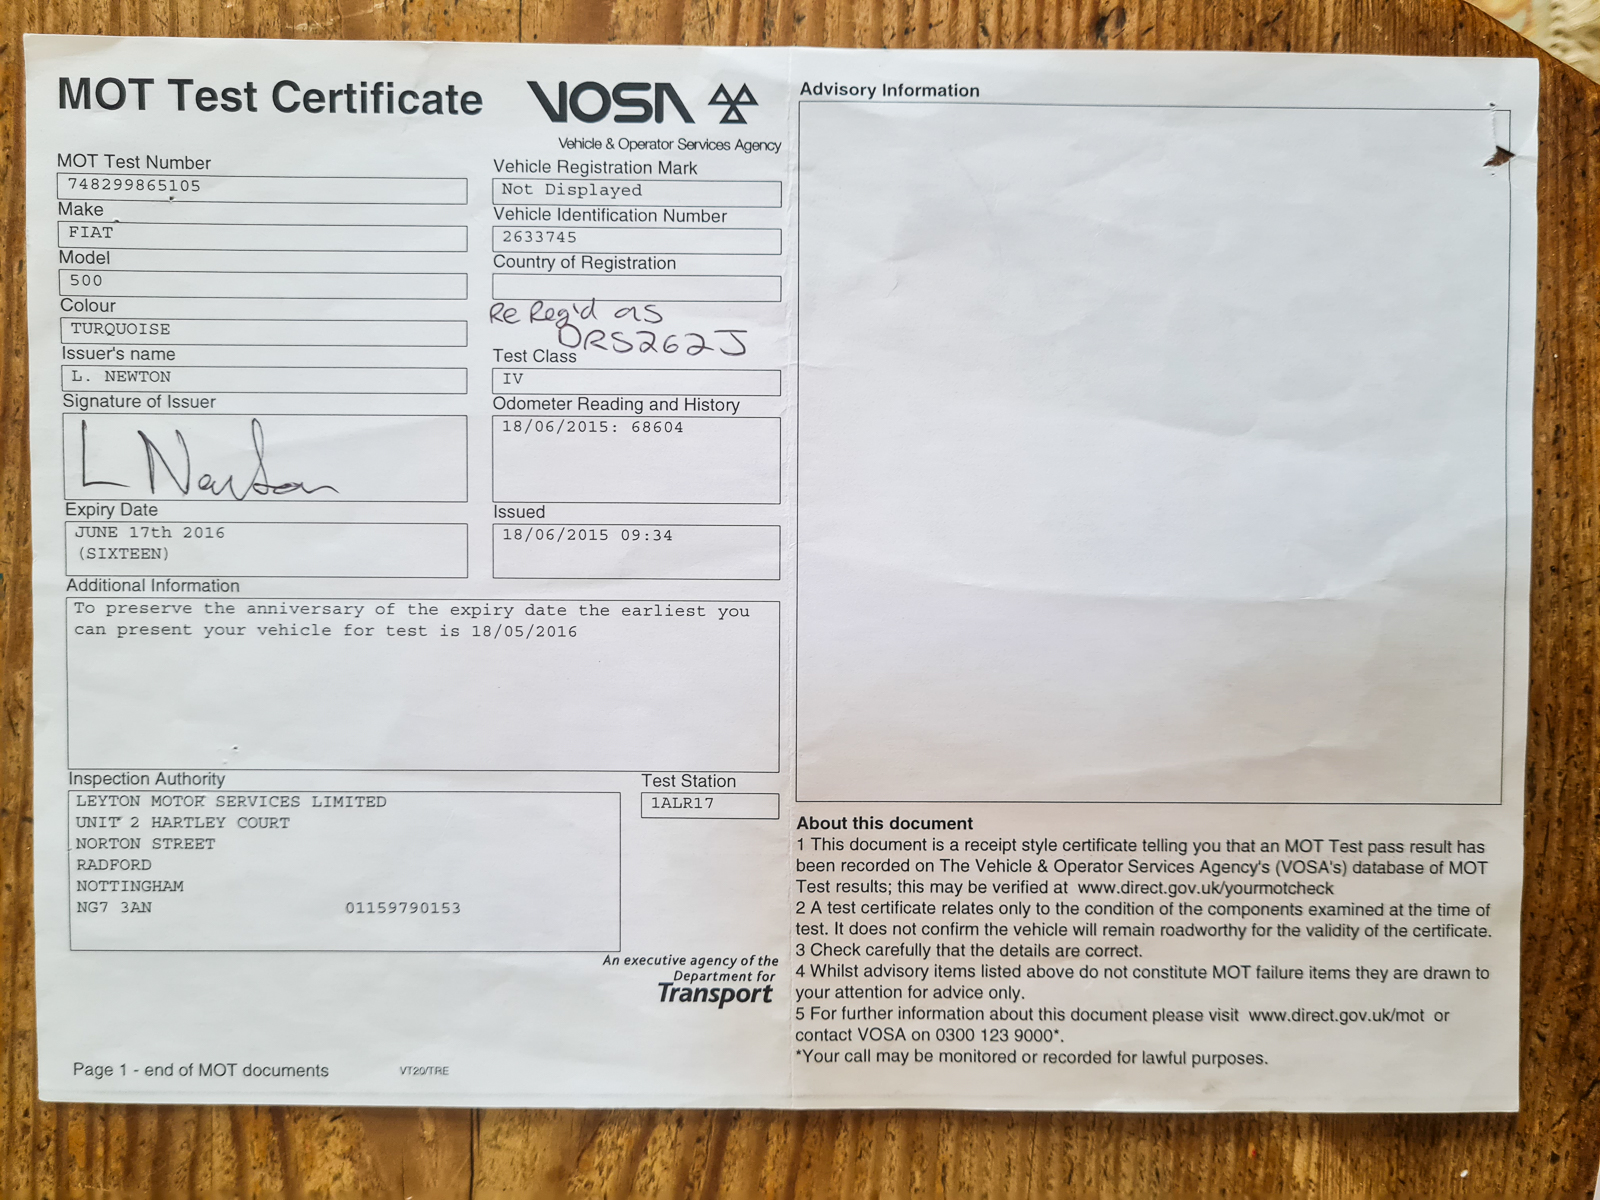 MOT Test Certificate
VOSA
Vehicle & Operator Services Agency
MOT Test Number
748299865105
Make
FIAT
Model
500
Colour
TURQUOISE
Issuer's name
L. NEWTON
Signature of Issuer
L Newton
Expiry Date
JUNE 17th 2016
(SIXTEEN)
Vehicle Registration Mark
Not Displayed
Vehicle Identification Number
2633745
Country of Registration
Re Reg'd as
DRS262J
Test Class
IV
Odometer Reading and History
18/06/2015: 68604
Issued
18/06/2015 09:34
Additional Information
To preserve the anniversary of the expiry date the earliest you
can present your vehicle for test is 18/05/2016
Inspection Authority
LEYTON MOTOR SERVICES LIMITED
UNIT 2 HARTLEY COURT
NORTON STREET
RADFORD
NOTTINGHAM
NG7 3AN 01159790153
Test Station
1ALR17
An executive agency of the
Department for
Transport
Page 1 - end of MOT documents
VT20/TRE
Advisory Information
About this document
1 This document is a receipt style certificate telling you that an MOT Test pass result has
been recorded on The Vehicle & Operator Services Agency's (VOSA's) database of MOT
Test results; this may be verified at www.direct.gov.uk/yourmotcheck
2 A test certificate relates only to the condition of the components examined at the time of
test. It does not confirm the vehicle will remain roadworthy for the validity of the certificate.
3 Check carefully that the details are correct.
4 Whilst advisory items listed above do not constitute MOT failure items they are drawn to
your attention for advice only.
5 For further information about this document please visit www.direct.gov.uk/mot or
contact VOSA on 0300 123 9000*.
*Your call may be monitored or recorded for lawful purposes.